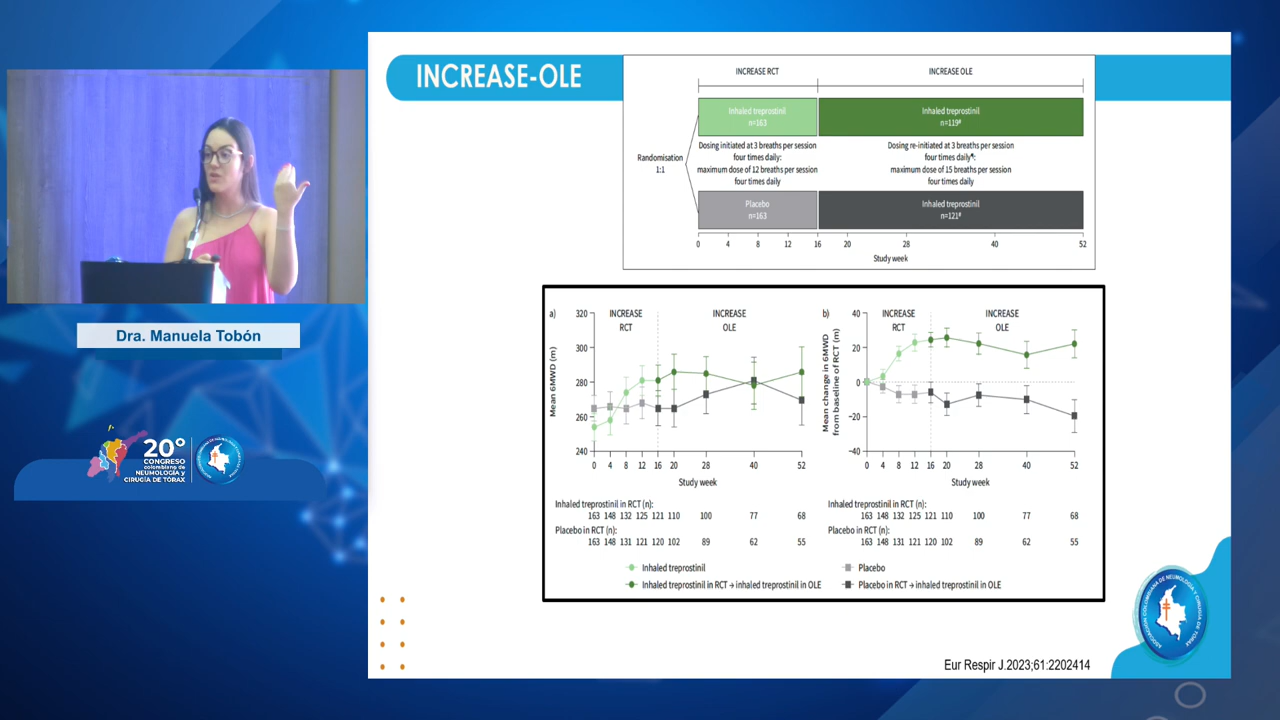 INCREASE-OLE
INCREASE RCT
INCREASE OLE
Inhaled treprostinil
n=163
Inhaled treprostinil
n=119#
Randomisation
1:1
Dosing initiated at 3 breaths per session
four times daily:
maximum dose of 12 breaths per session
four times daily
Dosing re-initiated at 3 breaths per session
four times daily¶:
maximum dose of 15 breaths per session
four times daily
Placebo
n=163
Inhaled treprostinil
n=121#
0 4 8 12 16 20 28 40 52
Study week
Dra. Manuela Tobón
20°
CONGRESO
colombiano de
NEUMOLOGÍA y
CIRUGÍA DE TÓRAX
a)
INCREASE
RCT
INCREASE
OLE
Mean 6MWD (m)
320
300
280
260
240
0 4 8 12 16 20 28 40 52
Study week
Inhaled treprostinil in RCT (n):
163 148 132 125 121 110 100 77 68
Placebo in RCT (n):
163 148 131 121 120 102 89 62 55
b)
INCREASE
RCT
INCREASE
OLE
Mean change in 6MWD
from baseline of RCT (m)
40
20
0
−20
−40
0 4 8 12 16 20 28 40 52
Study week
Inhaled treprostinil in RCT (n):
163 148 132 125 121 110 100 77 68
Placebo in RCT (n):
163 148 131 121 120 102 89 62 55
Inhaled treprostinil
Placebo
Inhaled treprostinil in RCT → inhaled treprostinil in OLE
Placebo in RCT → inhaled treprostinil in OLE
ASOCIACIÓN COLOMBIANA DE NEUMOLOGÍA Y CIRUGÍA DE TÓRAX
Eur Respir J.2023;61:2202414